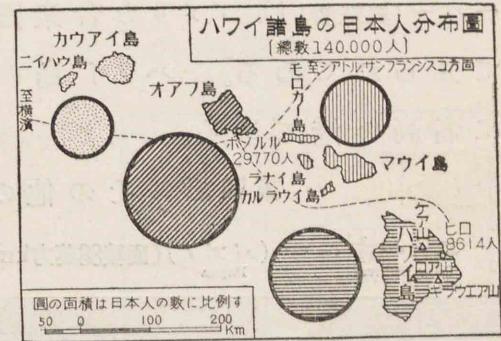 ハワイ諸島の日本人分布圖
〔總數140.000人〕
カウアイ島
ニイハウ島
至横濱
オアフ島
モロカー島
至シアトル.サンフランシスコ方面
ホノルル
29770人
マウイ島
ラナイ島
カルラウイ島
ハワイ島
ケア山
ヒロ
8614人
ロア山
キラウエア山
圓の面積は日本人の數に比例す
50 0 100 200
Km